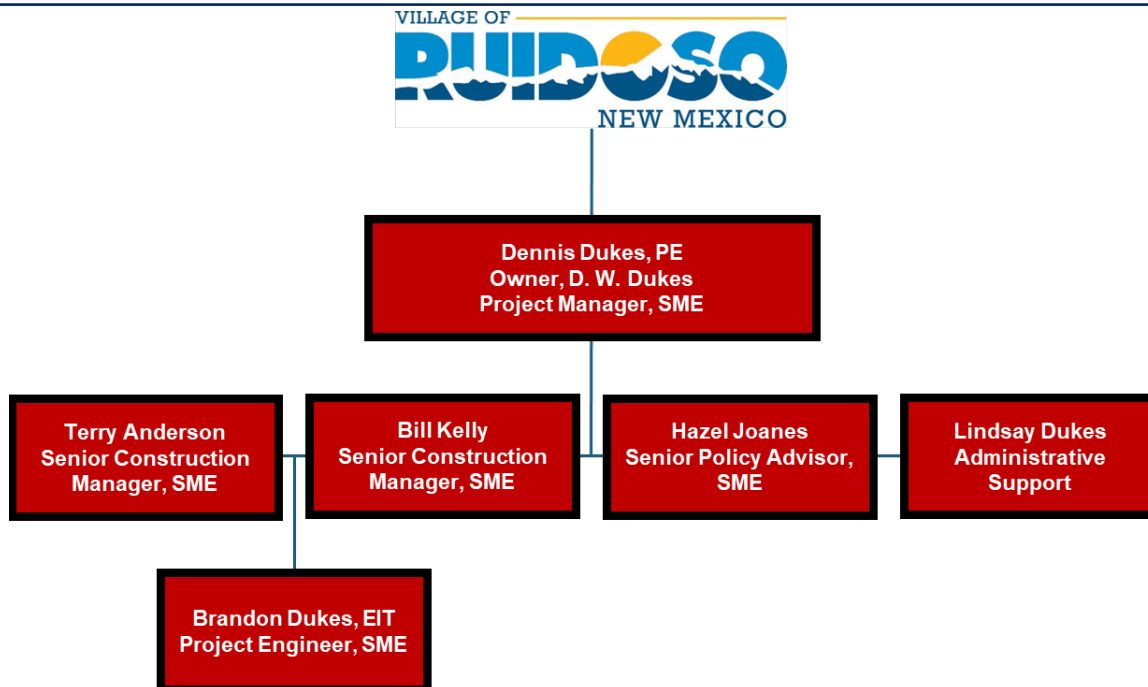 VILLAGE OF
RUIDOSO
NEW MEXICO
Dennis Dukes, PE
Owner, D. W. Dukes
Project Manager, SME
Terry Anderson
Senior Construction
Manager, SME
Bill Kelly
Senior Construction
Manager, SME
Hazel Joanes
Senior Policy Advisor,
SME
Lindsay Dukes
Administrative
Support
Brandon Dukes, EIT
Project Engineer, SME